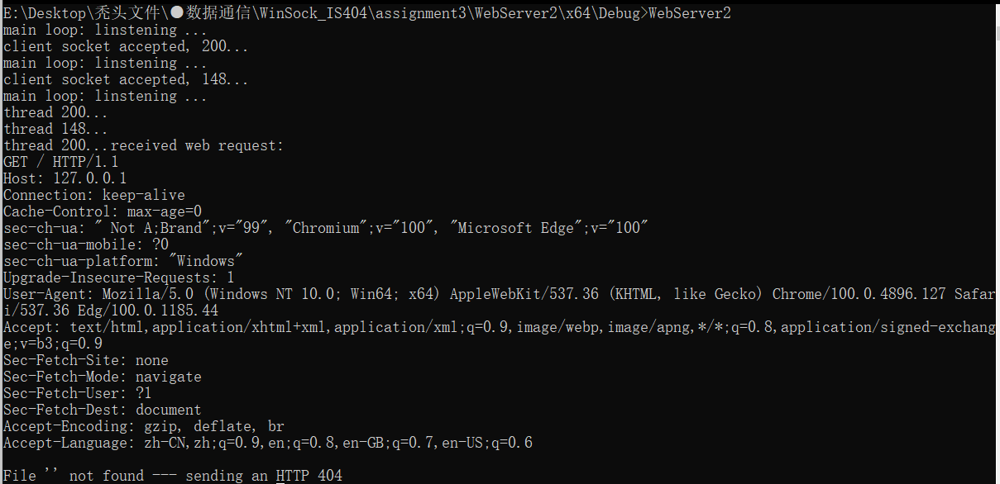 E:\Desktop\秃头文件\●数据通信\WinSock_IS404\assignment3\WebServer2\x64\Debug>WebServer2
main loop: linstening ...
client socket accepted, 200...
main loop: linstening ...
client socket accepted, 148...
main loop: linstening ...
thread 200...
thread 148...
thread 200...received web request:
GET / HTTP/1.1
Host: 127.0.0.1
Connection: keep-alive
Cache-Control: max-age=0
sec-ch-ua: " Not A;Brand";v="99", "Chromium";v="100", "Microsoft Edge";v="100"
sec-ch-ua-mobile: ?0
sec-ch-ua-platform: "Windows"
Upgrade-Insecure-Requests: 1
User-Agent: Mozilla/5.0 (Windows NT 10.0; Win64; x64) AppleWebKit/537.36 (KHTML, like Gecko) Chrome/100.0.4896.127 Safar
i/537.36 Edg/100.0.1185.44
Accept: text/html,application/xhtml+xml,application/xml;q=0.9,image/webp,image/apng,*/*;q=0.8,application/signed-exchang
e;v=b3;q=0.9
Sec-Fetch-Site: none
Sec-Fetch-Mode: navigate
Sec-Fetch-User: ?1
Sec-Fetch-Dest: document
Accept-Encoding: gzip, deflate, br
Accept-Language: zh-CN,zh;q=0.9,en;q=0.8,en-GB;q=0.7,en-US;q=0.6
File '' not found --- sending an HTTP 404